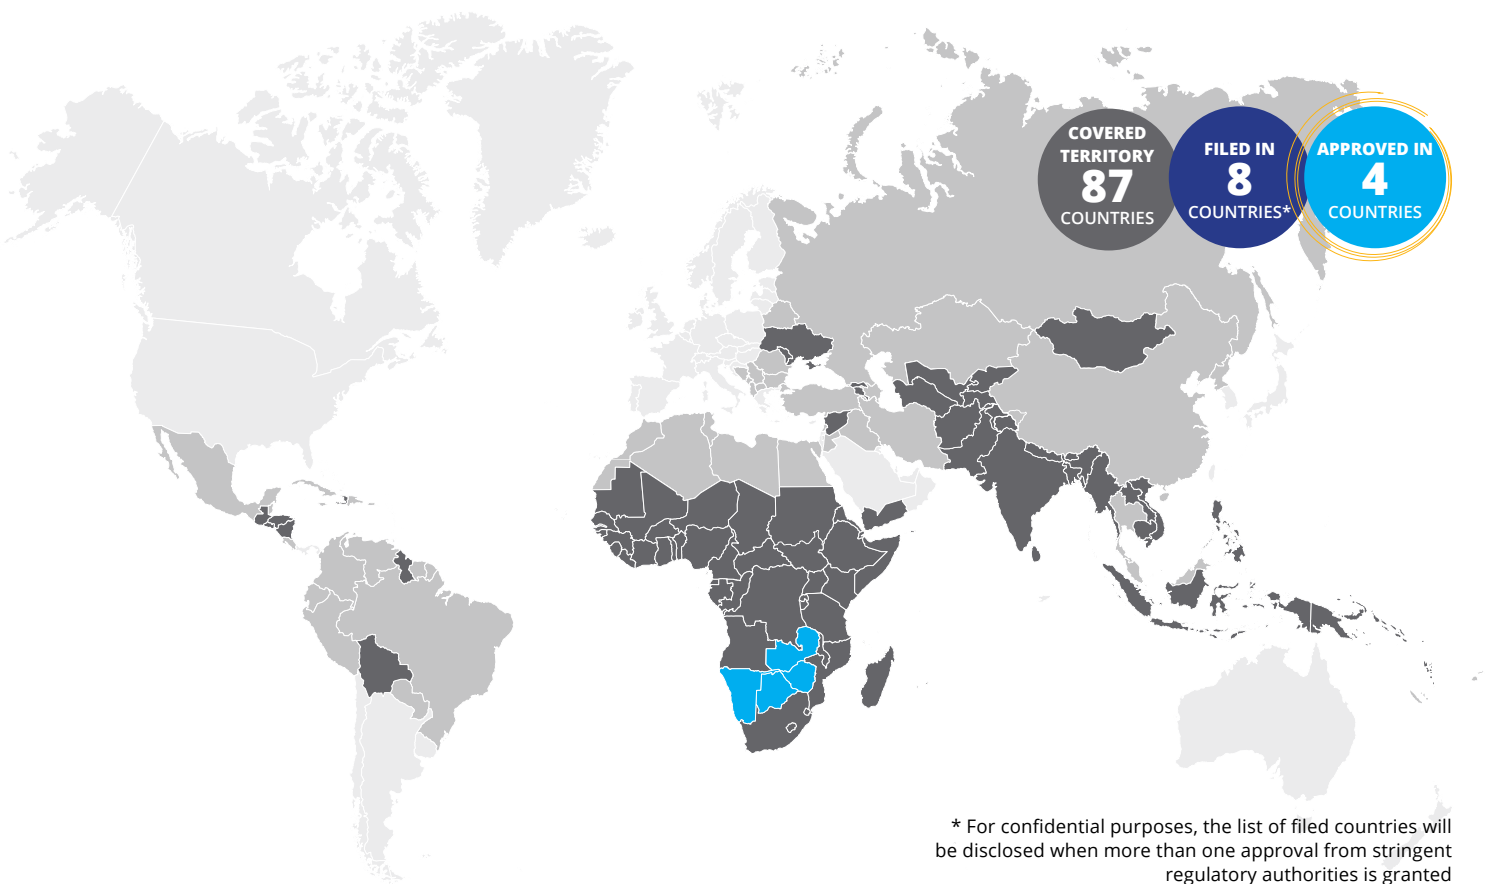 COVERED
TERRITORY
87
COUNTRIES
FILED IN
8
COUNTRIES*
APPROVED IN
4
COUNTRIES
* For confidential purposes, the list of filed countries will
be disclosed when more than one approval from stringent
regulatory authorities is granted